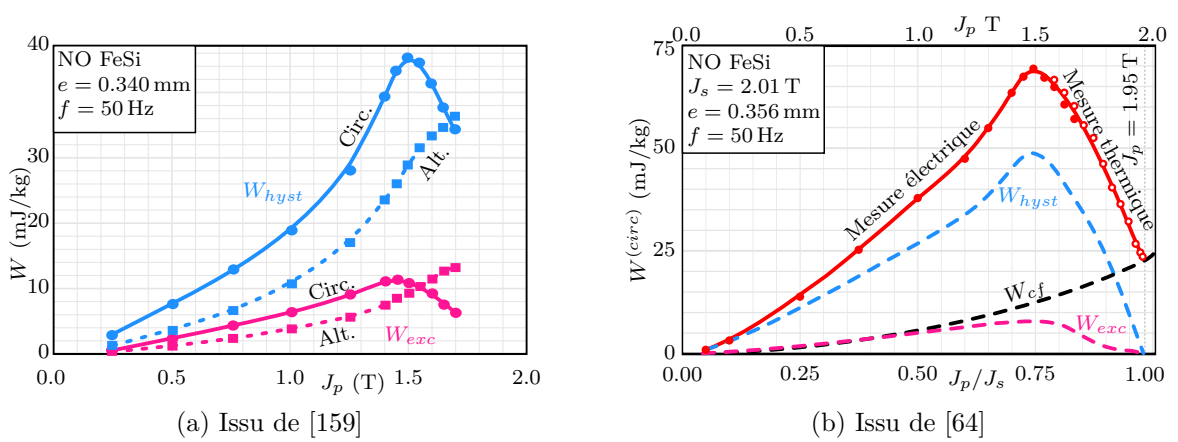 40
30
20
10
0
W (mJ/kg)
NO FeSi
e = 0.340 mm
f = 50 Hz
Circ.
Alt.
W_hyst
Circ.
Alt.
W_exc
0.0 0.5 1.0 1.5 2.0
J_p (T)
(a) Issu de [159]
J_p T
0.0 0.5 1.0 1.5 2.0
75
50
25
0
W^(circ) (mJ/kg)
NO FeSi
J_s = 2.01 T
e = 0.356 mm
f = 50 Hz
Mesure électrique
Mesure thermique
J_p = 1.95 T
W_hyst
W_cf
W_exc
0.00 0.25 0.50 0.75 1.00
J_p/J_s
(b) Issu de [64]